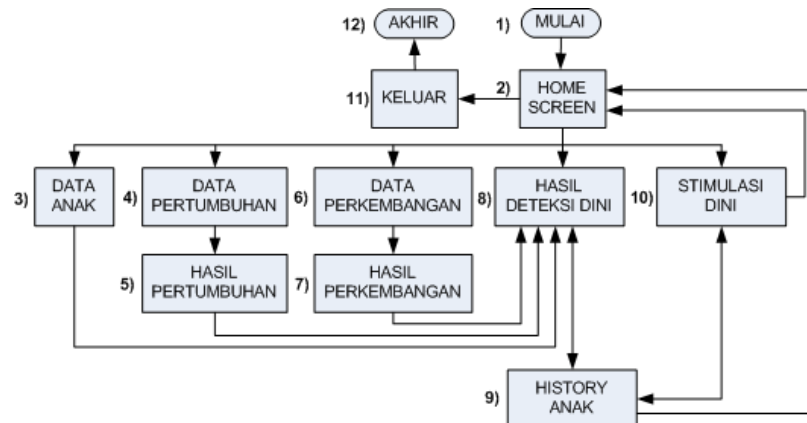 1) MULAI
12) AKHIR
2) HOME
SCREEN
11) KELUAR
3) DATA
ANAK
4) DATA
PERTUMBUHAN
6) DATA
PERKEMBANGAN
8) HASIL
DETEKSI DINI
10) STIMULASI
DINI
5) HASIL
PERTUMBUHAN
7) HASIL
PERKEMBANGAN
9) HISTORY
ANAK